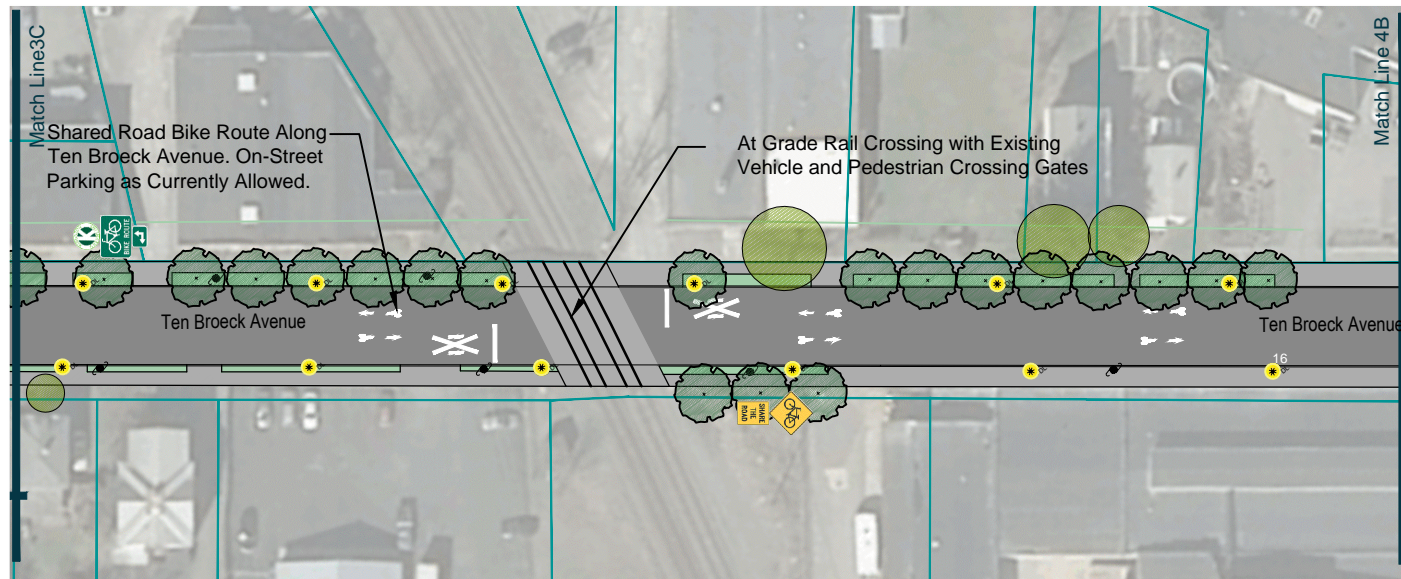 Match Line3C
Match Line 4B
Shared Road Bike Route Along
Ten Broeck Avenue. On-Street
Parking as Currently Allowed.
At Grade Rail Crossing with Existing
Vehicle and Pedestrian Crossing Gates
K
BIKE ROUTE
Ten Broeck Avenue
Ten Broeck Avenue
16
SHARE
THE
ROAD